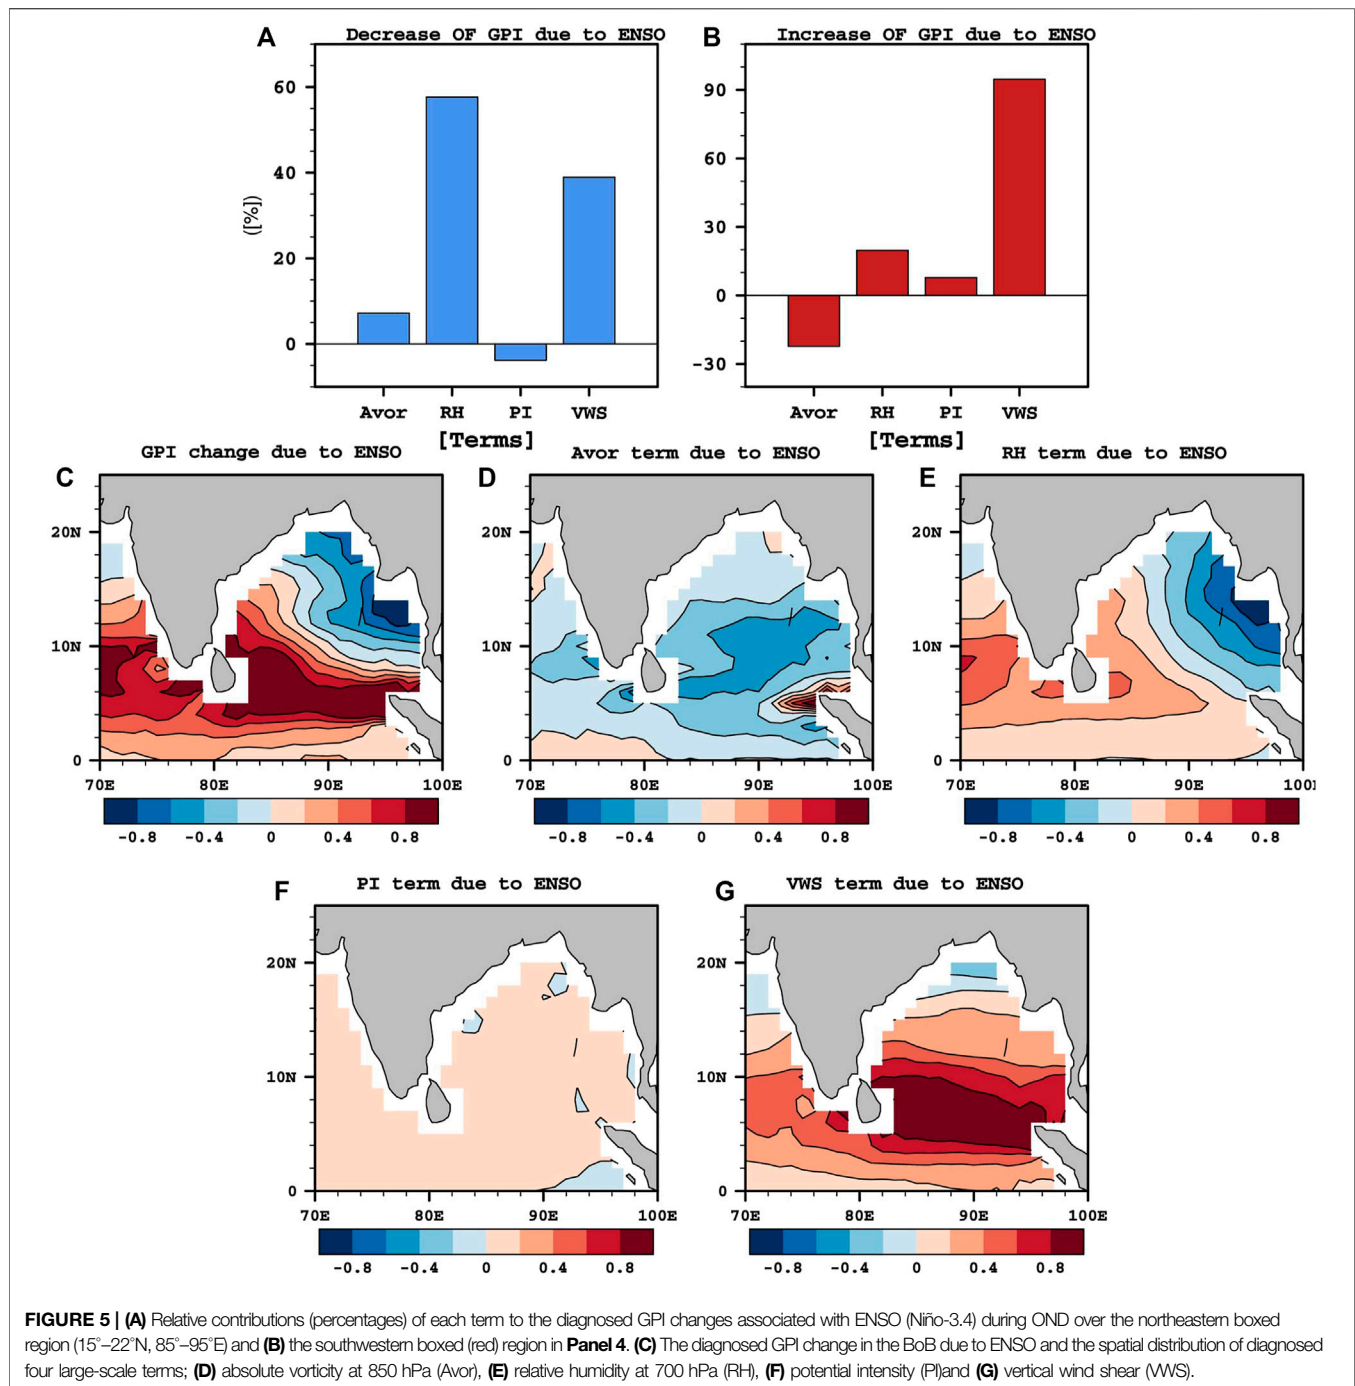 A Decrease OF GPI due to ENSO
B Increase OF GPI due to ENSO
60
40
20
0
([%])
Avor RH PI VWS
[Terms]
90
60
30
0
-30
Avor RH PI VWS
[Terms]
C GPI change due to ENSO
20N
10N
0
70E 80E 90E 100E
-0.8 -0.4 0 0.4 0.8
D Avor term due to ENSO
20N
10N
0
70E 80E 90E 100E
-0.8 -0.4 0 0.4 0.8
E RH term due to ENSO
20N
10N
0
70E 80E 90E 100
-0.8 -0.4 0 0.4 0.8
F PI term due to ENSO
20N
10N
0
70E 80E 90E 100E
-0.8 -0.4 0 0.4 0.8
G VWS term due to ENSO
20N
10N
0
70E 80E 90E 100E
-0.8 -0.4 0 0.4 0.8
FIGURE 5 | (A) Relative contributions (percentages) of each term to the diagnosed GPI changes associated with ENSO (Niño-3.4) during OND over the northeastern boxed
region (15°–22°N, 85°–95°E) and (B) the southwestern boxed (red) region in Panel 4. (C) The diagnosed GPI change in the BoB due to ENSO and the spatial distribution of diagnosed
four large-scale terms; (D) absolute vorticity at 850 hPa (Avor), (E) relative humidity at 700 hPa (RH), (F) potential intensity (PI)and (G) vertical wind shear (VWS).